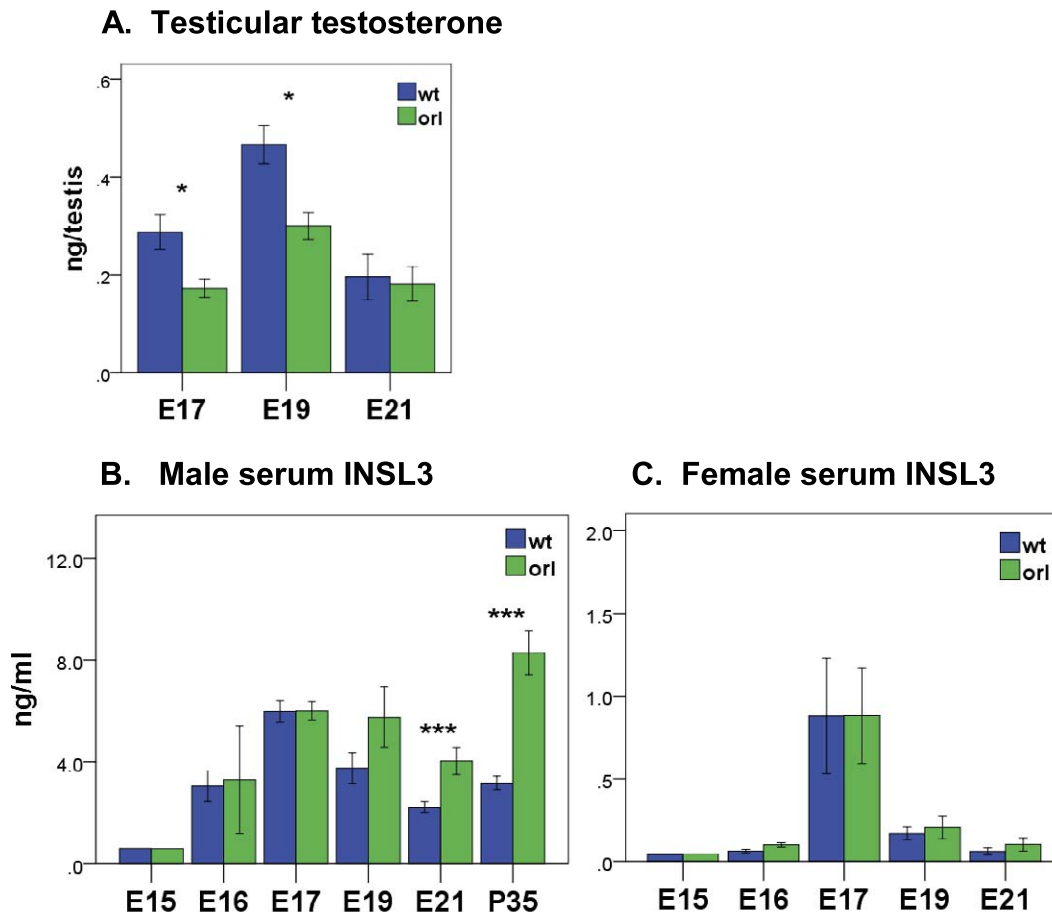 A. Testicular testosterone
.6
.4
.2
.0
ng/testis
wt
orl
*
*
E17 E19 E21
B. Male serum INSL3
12.0
8.0
4.0
.0
ng/ml
wt
orl
***
***
E15 E16 E17 E19 E21 P35
C. Female serum INSL3
2.0
1.5
1.0
.5
.0
wt
orl
E15 E16 E17 E19 E21